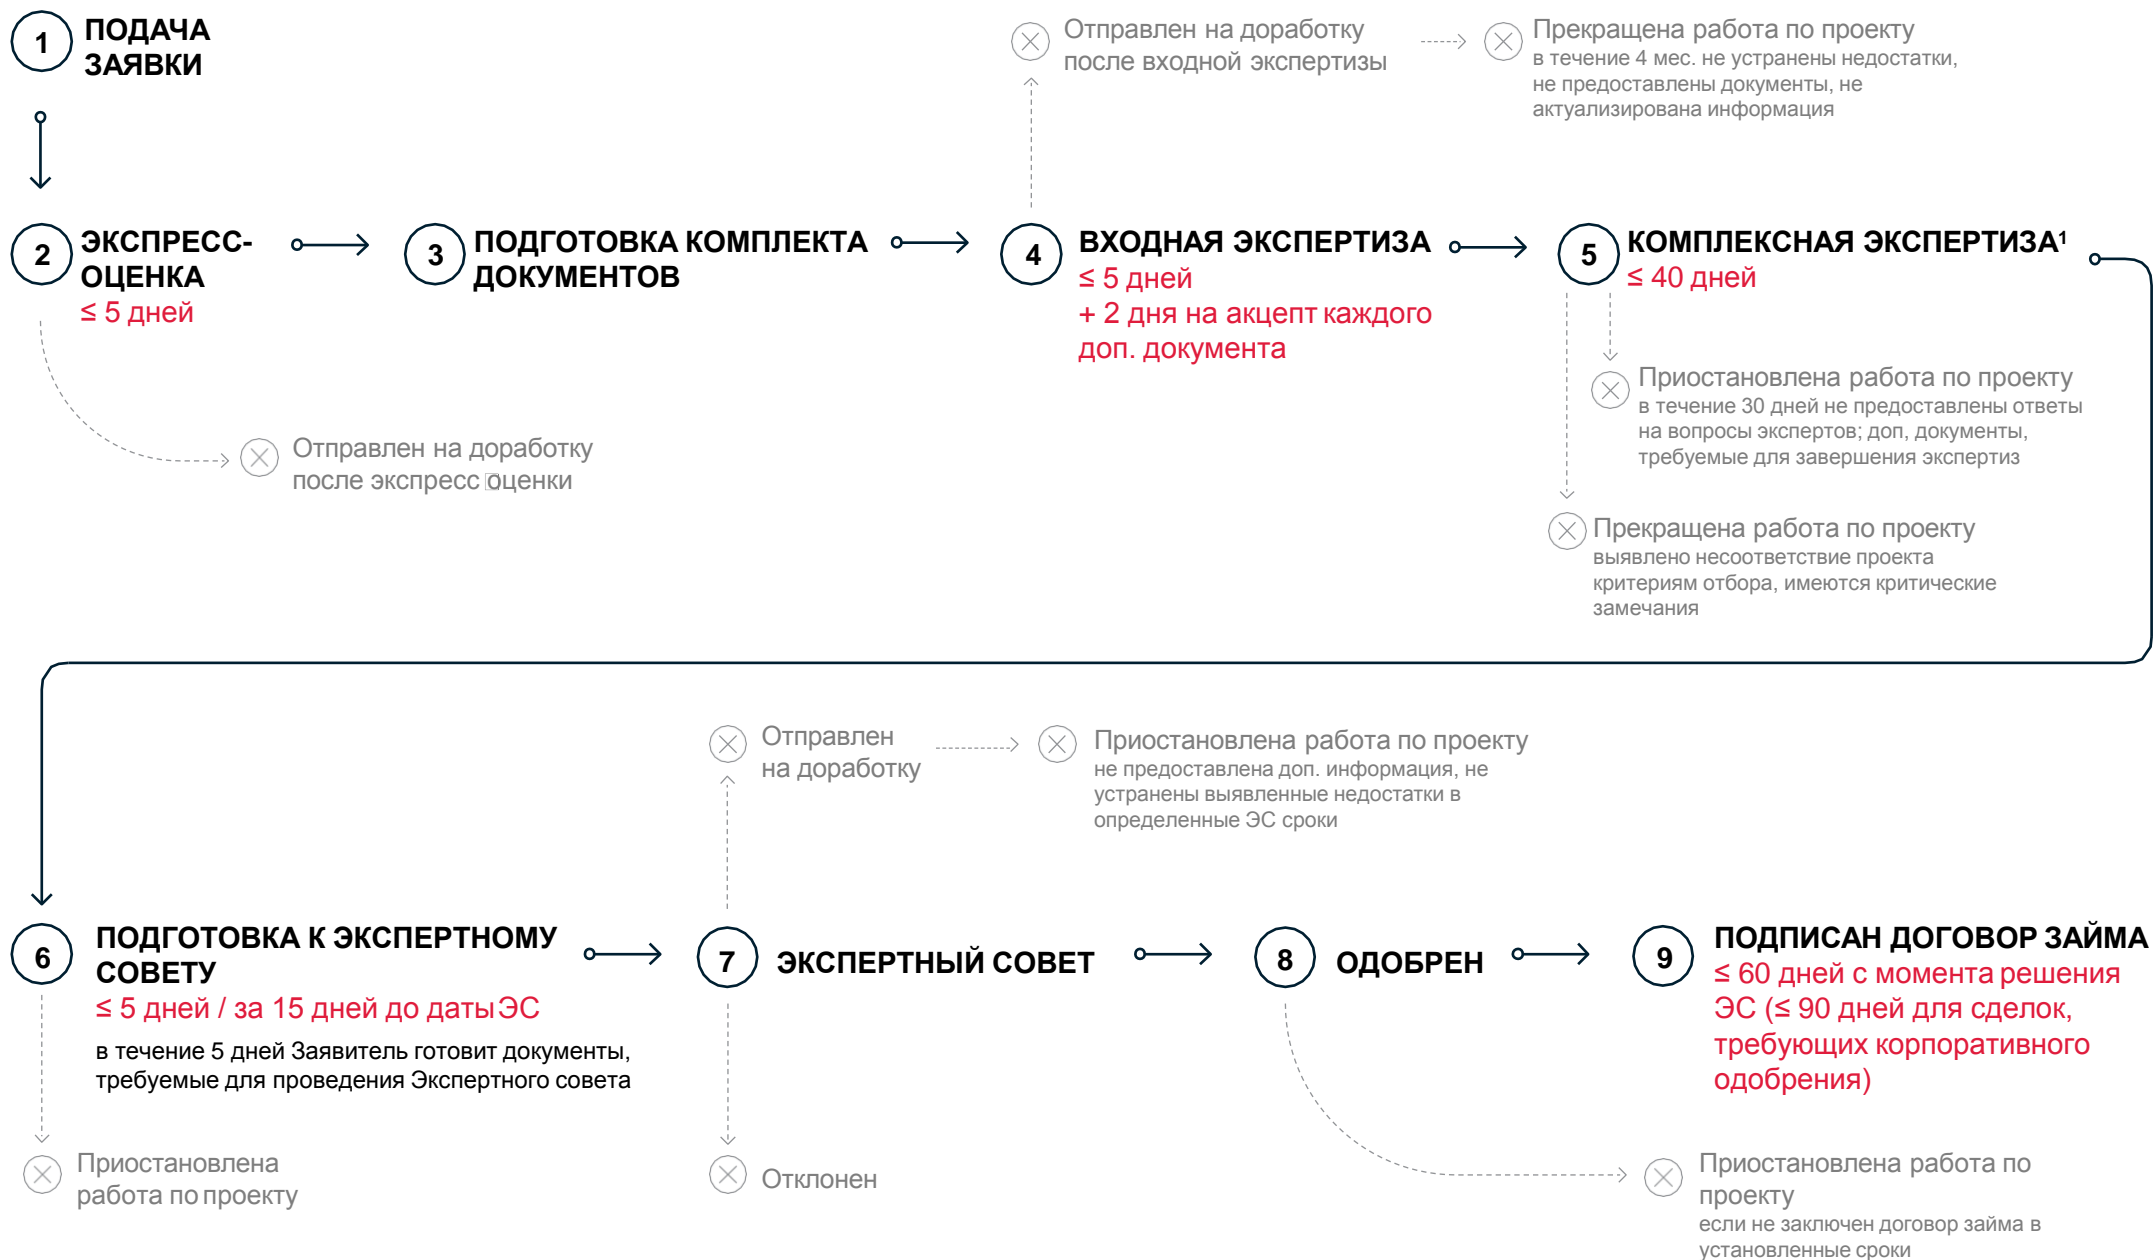 1
ПОДАЧА
ЗАЯВКИ
Отправлен на доработку
после входной экспертизы
Прекращена работа по проекту
в течение 4 мес. не устранены недостатки,
не предоставлены документы, не
актуализирована информация
2
ЭКСПРЕСС-
ОЦЕНКА
≤ 5 дней
3
ПОДГОТОВКА КОМПЛЕКТА
ДОКУМЕНТОВ
4
ВХОДНАЯ ЭКСПЕРТИЗА
≤ 5 дней
+ 2 дня на акцепт каждого
доп. документа
5
КОМПЛЕКСНАЯ ЭКСПЕРТИЗА¹
≤ 40 дней
Отправлен на доработку
после экспресс оценки
Приостановлена работа по проекту
в течение 30 дней не предоставлены ответы
на вопросы экспертов; доп, документы,
требуемые для завершения экспертиз
Прекращена работа по проекту
выявлено несоответствие проекта
критериям отбора, имеются критические
замечания
Отправлен
на доработку
Приостановлена работа по проекту
не предоставлена доп. информация, не
устранены выявленные недостатки в
определенные ЭС сроки
6
ПОДГОТОВКА К ЭКСПЕРТНОМУ
СОВЕТУ
≤ 5 дней / за 15 дней до даты ЭС
в течение 5 дней Заявитель готовит документы,
требуемые для проведения Экспертного совета
7
ЭКСПЕРТНЫЙ СОВЕТ
8
ОДОБРЕН
9
ПОДПИСАН ДОГОВОР ЗАЙМА
≤ 60 дней с момента решения
ЭС (≤ 90 дней для сделок,
требующих корпоративного
одобрения)
Приостановлена
работа по проекту
Отклонен
Приостановлена работа по
проекту
если не заключен договор займа в
установленные сроки